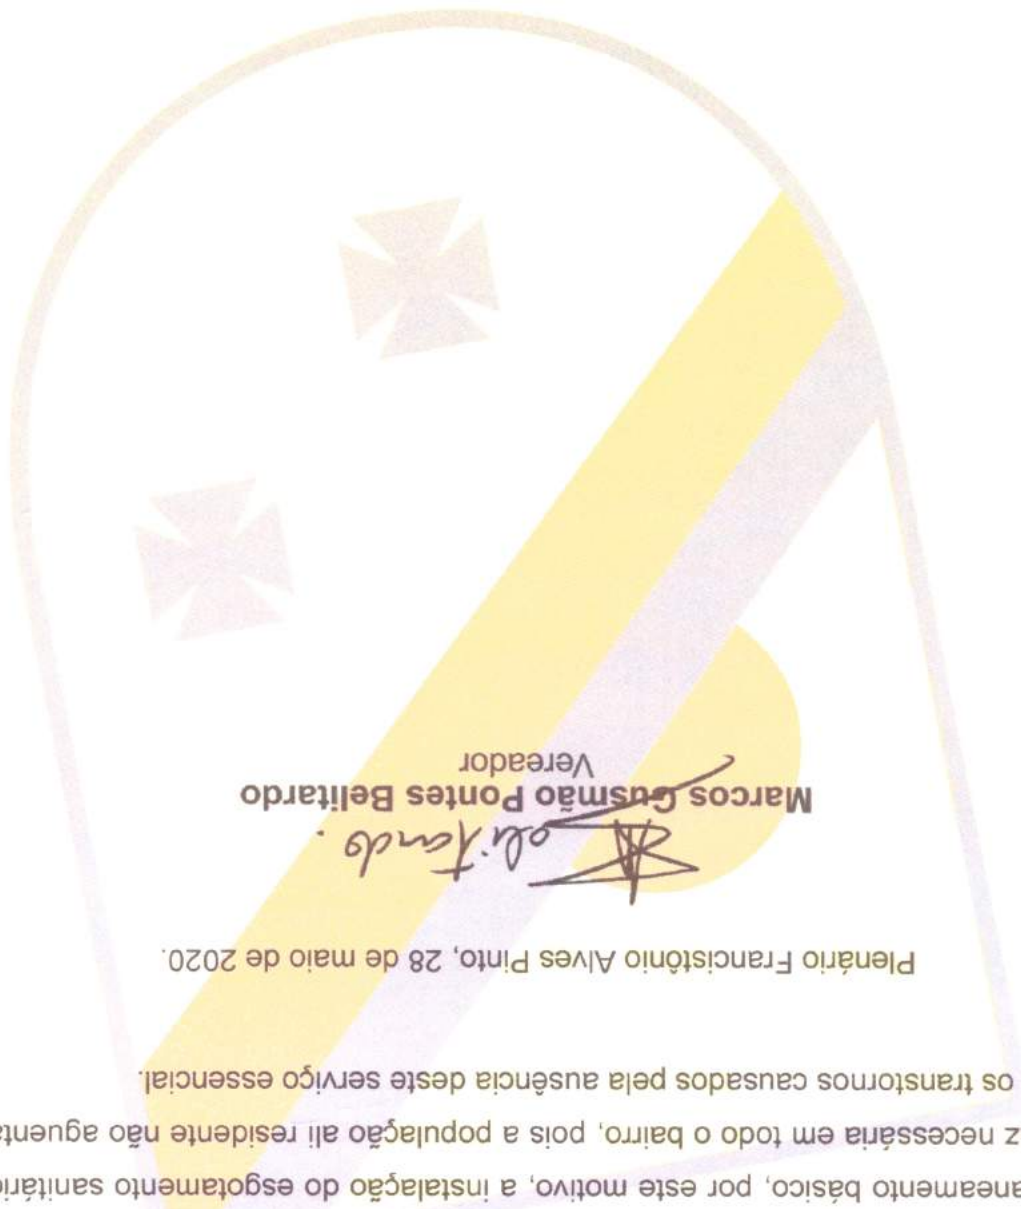 aneamento básico, por este motivo, a instalação do esgotamento sanitári
z necessária em todo o bairro, pois a população ali residente não aguent
os transtornos causados pela ausência deste serviço essencial.
Plenário Francistônio Alves Pinto, 28 de maio de 2020.
Belitardo.
Marcos Gusmão Pontes Belitardo
Vereador